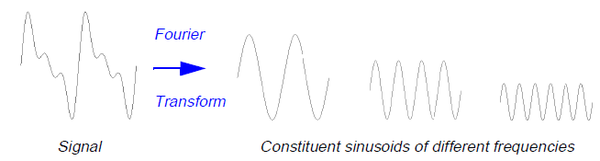 Fourier
Transform
Signal
Constituent sinusoids of different frequencies